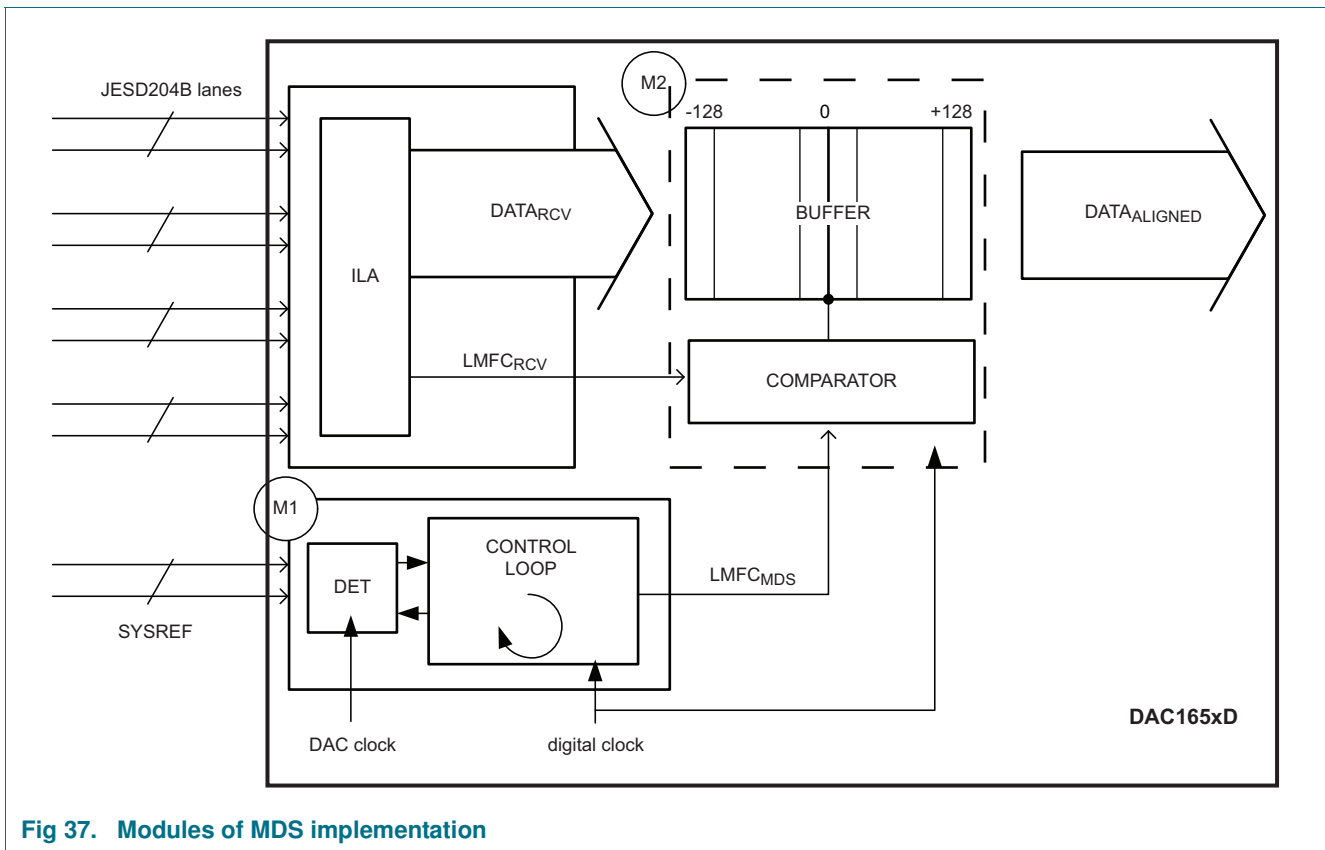 JESD204B lanes
M2
-128 0 +128
ILA
DATARCV
BUFFER
DATAALIGNED
LMFCRCV
COMPARATOR
M1
DET
CONTROL
LOOP
LMFCMDS
SYSREF
DAC clock
digital clock
DAC165xD
Fig 37. Modules of MDS implementation